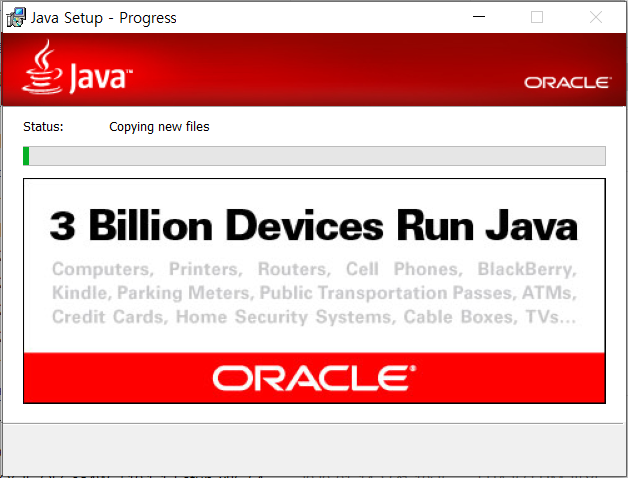 Java Setup - Progress
Java™
ORACLE®
Status: Copying new files
3 Billion Devices Run Java
Computers, Printers, Routers, Cell Phones, BlackBerry,
Kindle, Parking Meters, Public Transportation Passes, ATMs,
Credit Cards, Home Security Systems, Cable Boxes, TVs...
ORACLE®